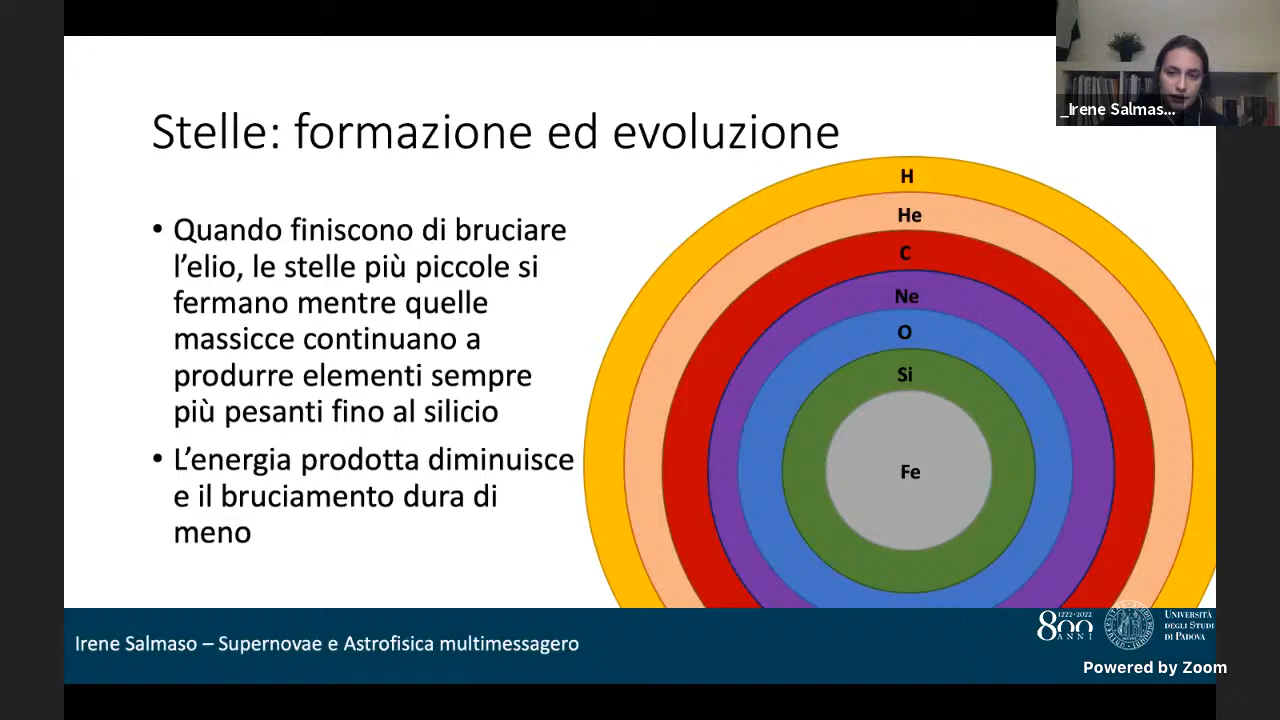 _Irene Salmas...
Stelle: formazione ed evoluzione
• Quando finiscono di bruciare
l’elio, le stelle più piccole si
fermano mentre quelle
massicce continuano a
produrre elementi sempre
più pesanti fino al silicio
• L’energia prodotta diminuisce
e il bruciamento dura di
meno
H
He
C
Ne
O
Si
Fe
Irene Salmaso – Supernovae e Astrofisica multimessagero
1222·2022
800
ANNI
UNIVERSITÀ
DEGLI STUDI
DI PADOVA
Powered by Zoom